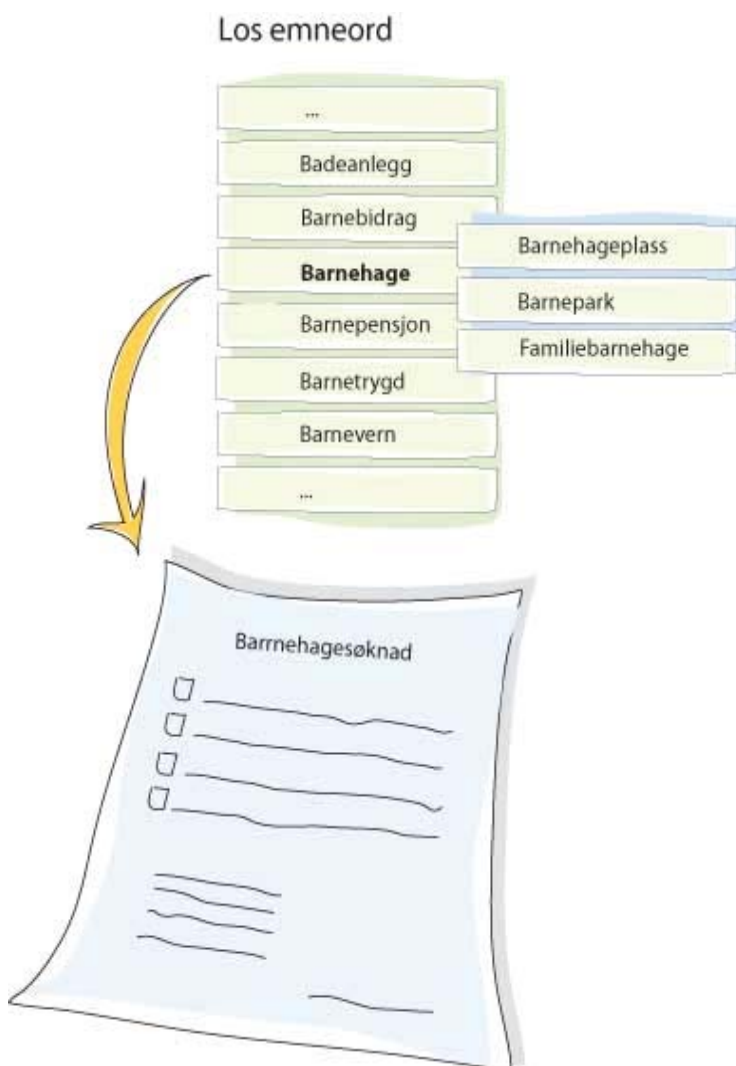 Los emneord
...
Badeanlegg
Barnebidrag
Barnehage
Barnehageplass
Barnepark
Familiebarnehage
Barnepensjon
Barnetrygd
Barnevern
...
Barrnehagesøknad